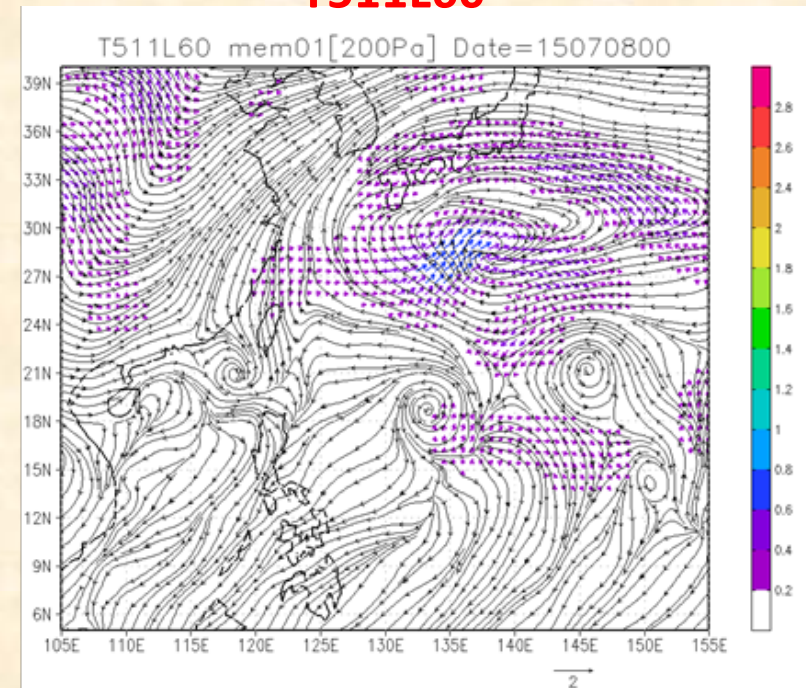 T511L60
T511L60 mem01[200Pa] Date=15070800
39N
36N
33N
30N
27N
24N
21N
18N
15N
12N
9N
6N
105E 110E 115E 120E 125E 130E 135E 140E 145E 150E 155E
2.8
2.6
2.4
2.2
2
1.8
1.6
1.4
1.2
1
0.8
0.6
0.4
0.2
2